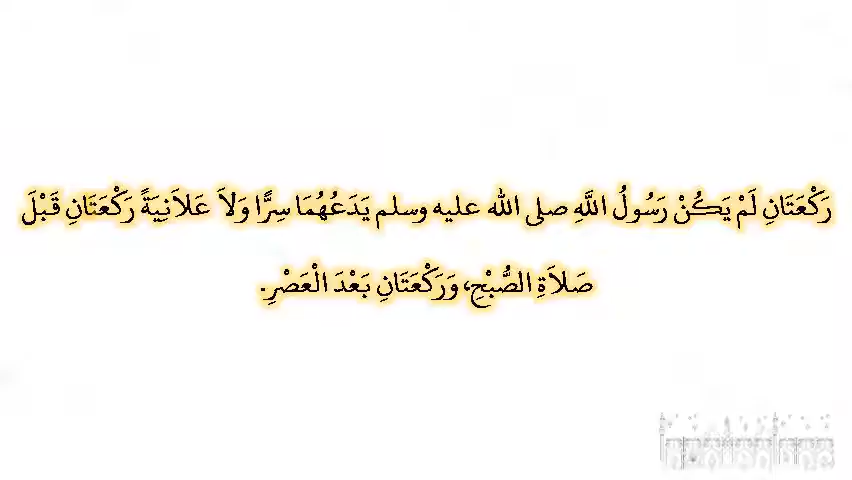 رَكْعَتَانِ لَمْ يَكُنْ رَسُولُ اللَّهِ صلى الله عليه وسلم يَدَعُهُمَا سِرًّا وَلاَ عَلاَنِيَةً رَكْعَتَانِ قَبْلَ
صَلاَةِ الصُّبْحِ، وَرَكْعَتَانِ بَعْدَ الْعَصْرِ.